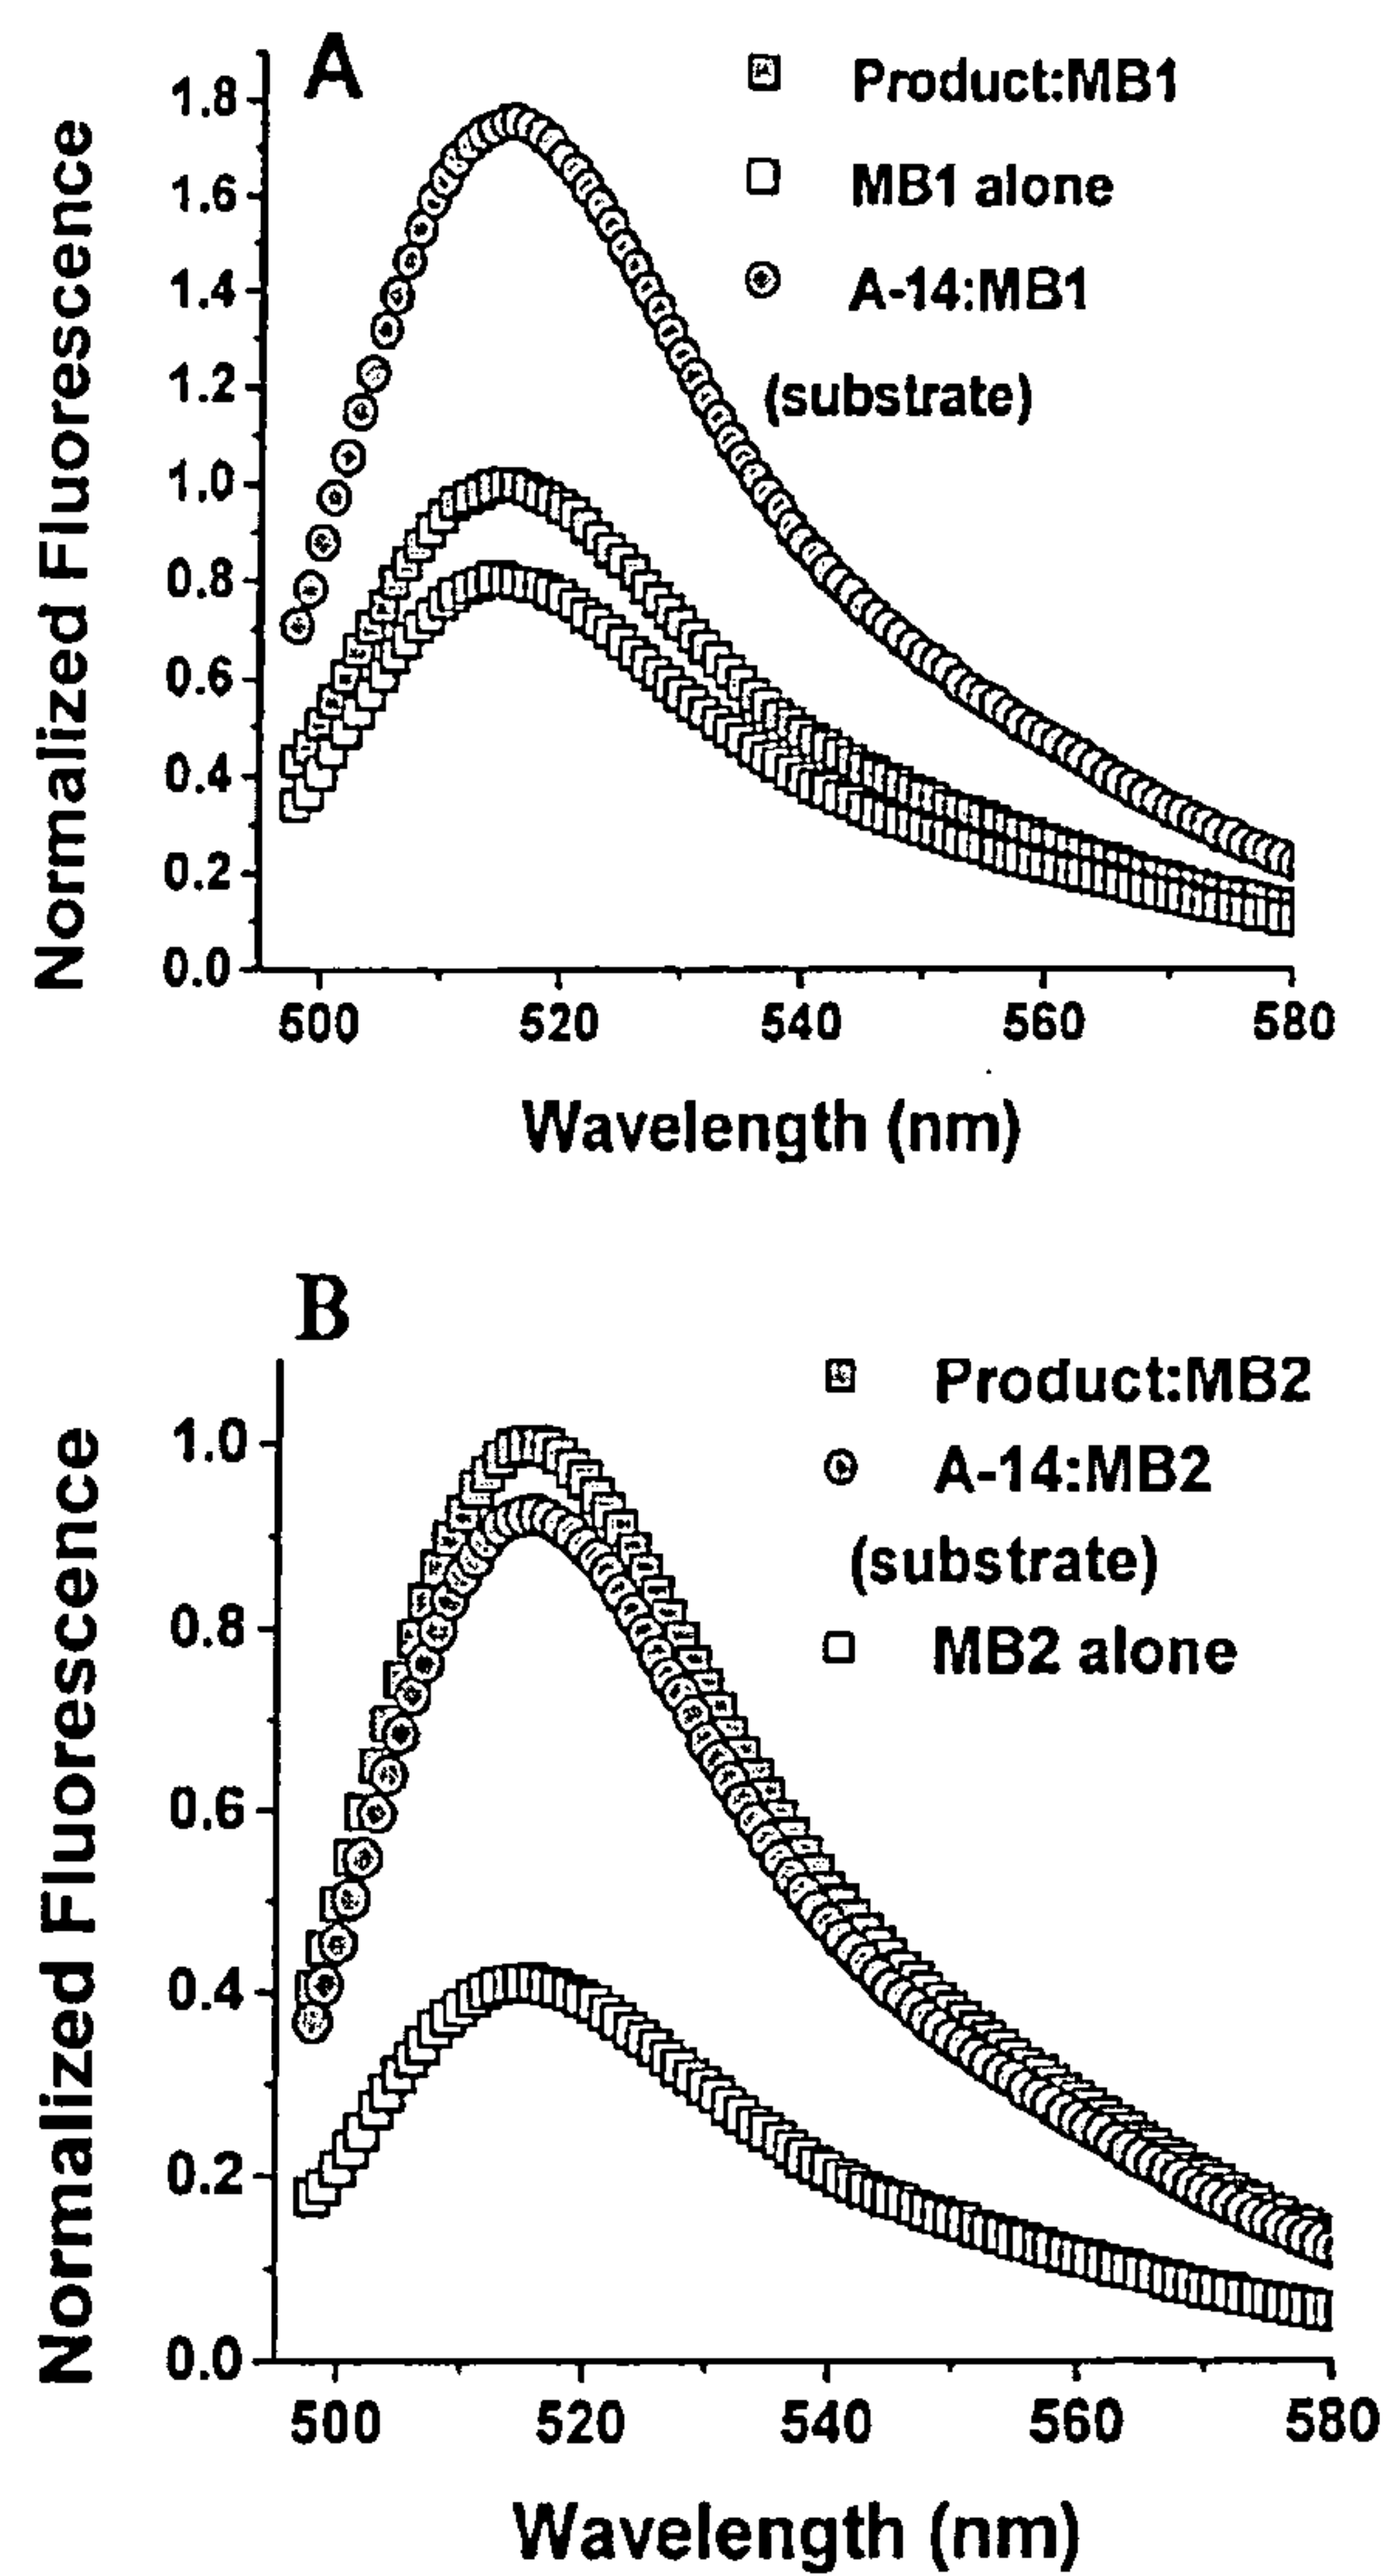 A
Product:MB1
MB1 alone
A-14:MB1
(substrate)
Normalized Fluorescence
1.8
1.6
1.4
1.2
1.0
0.8
0.6
0.4
0.2
0.0
500 520 540 560 580
Wavelength (nm)
B
Product:MB2
A-14:MB2
(substrate)
MB2 alone
Normalized Fluorescence
1.0
0.8
0.6
0.4
0.2
0.0
500 520 540 560 580
Wavelength (nm)